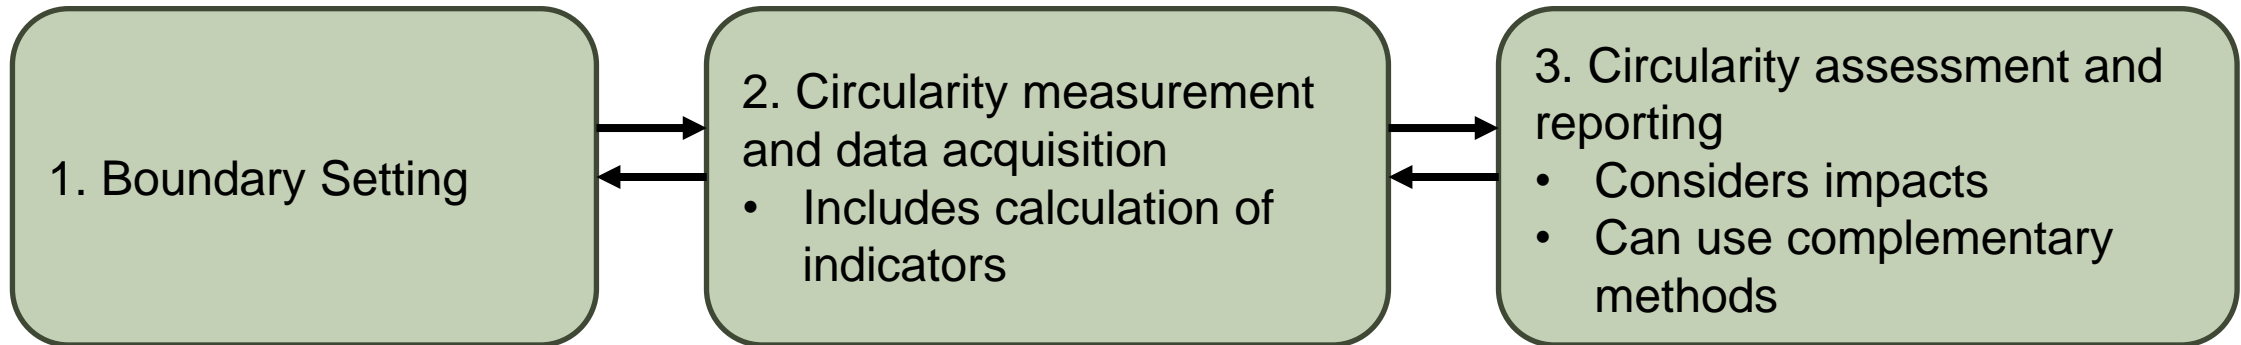 1. Boundary Setting
2. Circularity measurement
and data acquisition
• Includes calculation of
indicators
3. Circularity assessment and
reporting
• Considers impacts
• Can use complementary
methods